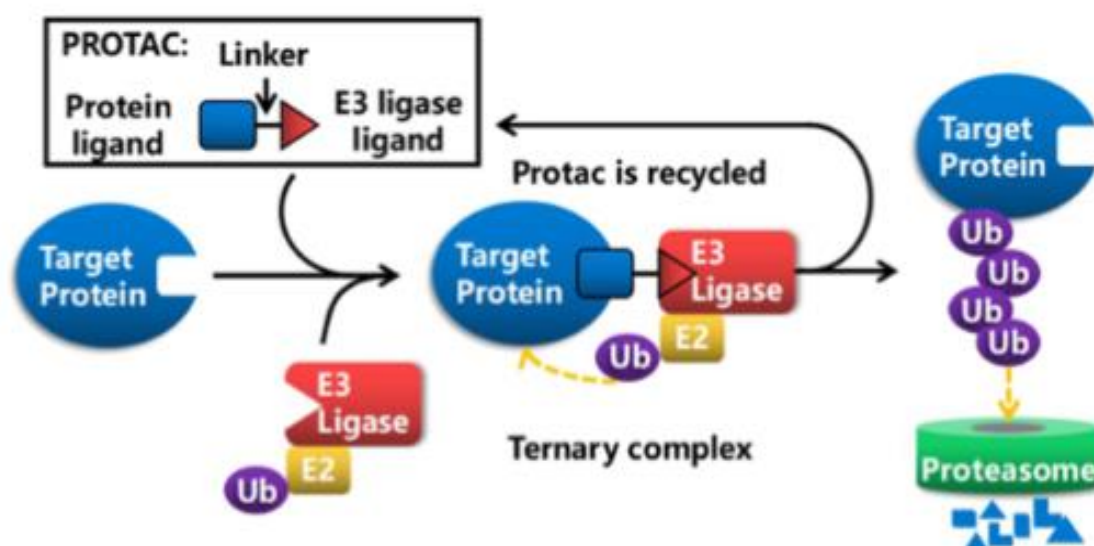 PROTAC:
Linker
Protein
ligand
E3 ligase
ligand
Protac is recycled
Target
Protein
Target
Protein
E3
Ligase
E2
Ub
E3
Ligase
E2
Ub
Ternary complex
Target
Protein
Ub
Ub
Ub
Ub
Proteasome